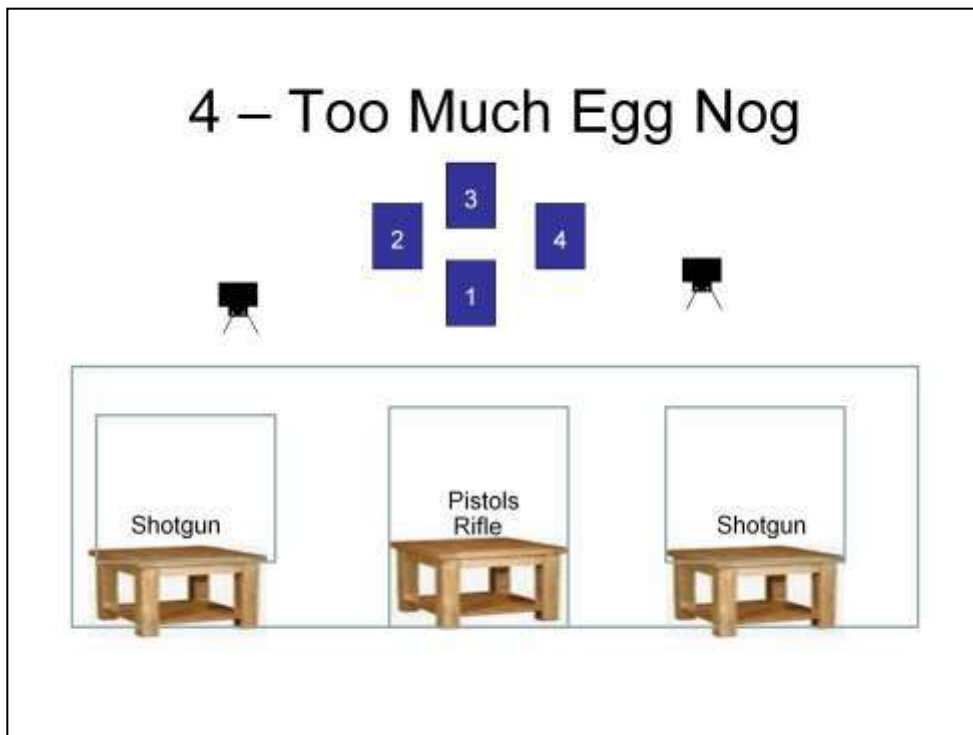 4 – Too Much Egg Nog
3
2
4
1
Pistols
Shotgun
Rifle
Shotgun